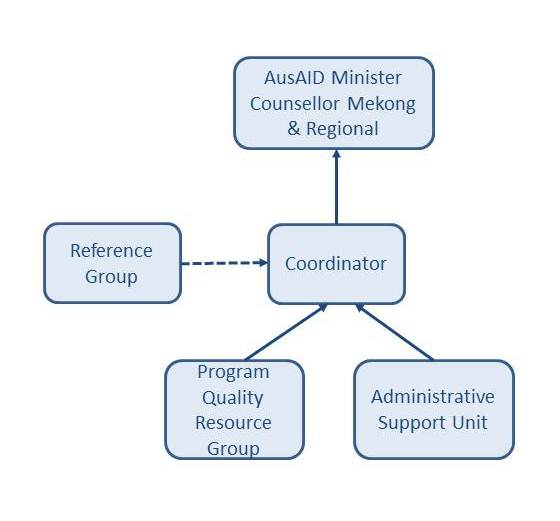 AusAID Minister
Counsellor Mekong
& Regional
Reference
Group
Coordinator
Program
Quality
Resource
Group
Administrative
Support Unit